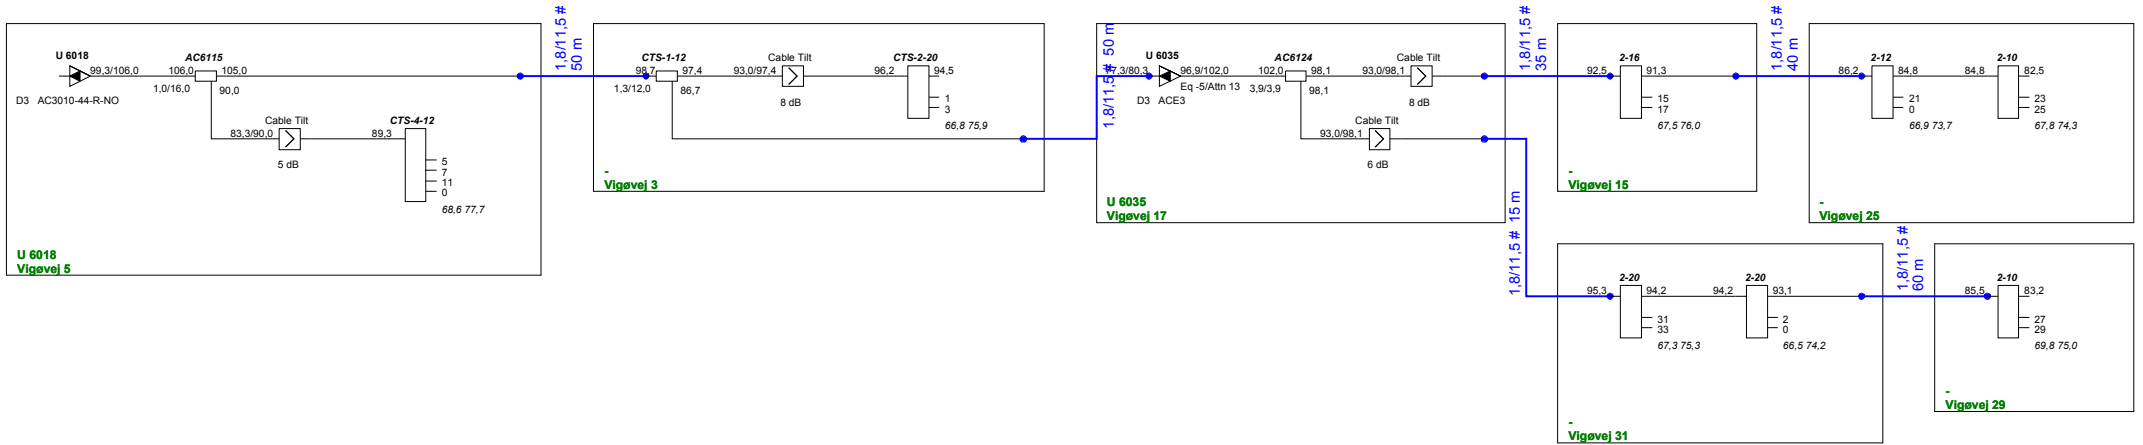 U 6018
99,3/106,0
D3 AC3010-44-R-NO
AC6115
106,0
105,0
1,0/16,0
90,0
83,3/90,0
Cable Tilt
5 dB
89,3
CTS-4-12
5
7
11
0
68,6 77,7
U 6018
Vigøvej 5
1,8/11,5 #
50 m
CTS-1-12
98,7
97,4
1,3/12,0
86,7
93,0/97,4
Cable Tilt
8 dB
96,2
CTS-2-20
94,5
1
3
66,8 75,9
-
Vigøvej 3
1,8/11,5 # 50 m
U 6035
7,3/80,3
96,9/102,0
Eq -5/Attn 13
D3 ACE3
AC6124
102,0
98,1
3,9/3,9
98,1
93,0/98,1
Cable Tilt
8 dB
93,0/98,1
Cable Tilt
6 dB
U 6035
Vigøvej 17
1,8/11,5 #
35 m
2-16
92,5
91,3
15
17
67,5 76,0
-
Vigøvej 15
1,8/11,5 #
40 m
2-12
86,2
84,8
21
0
66,9 73,7
2-10
84,8
82,5
23
25
67,8 74,3
-
Vigøvej 25
1,8/11,5 # 15 m
2-20
95,3
94,2
31
33
67,3 75,3
2-20
94,2
93,1
2
0
66,5 74,2
-
Vigøvej 31
1,8/11,5 #
60 m
2-10
85,5
83,2
27
29
69,8 75,0
-
Vigøvej 29